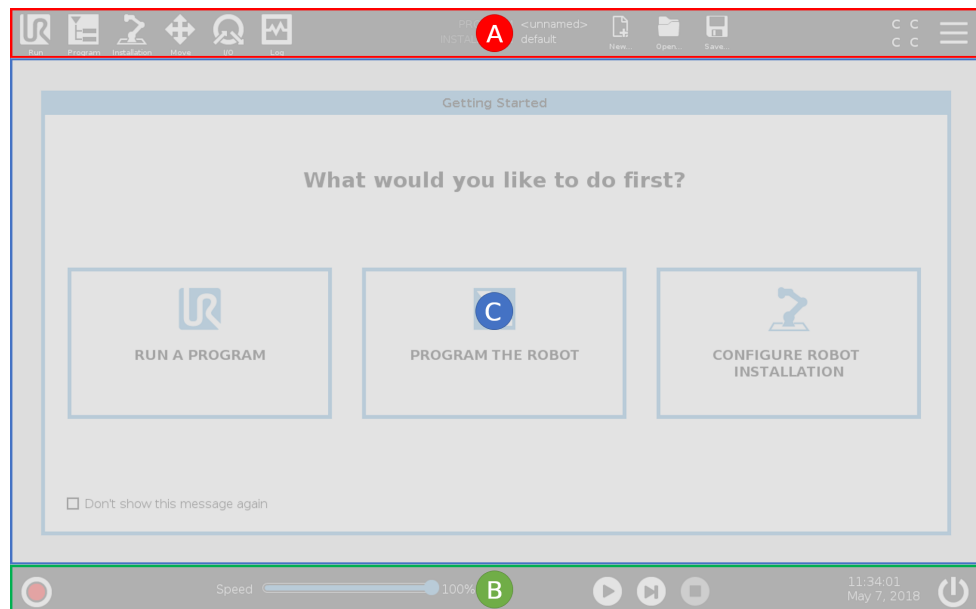 Run Program Installation Move I/O Log
<unnamed>
default
New... Open... Save...
C C
C C
A
Getting Started
What would you like to do first?
C
RUN A PROGRAM
PROGRAM THE ROBOT
CONFIGURE ROBOT
INSTALLATION
Don't show this message again
Speed 100%
B
11:34:01
May 7, 2018